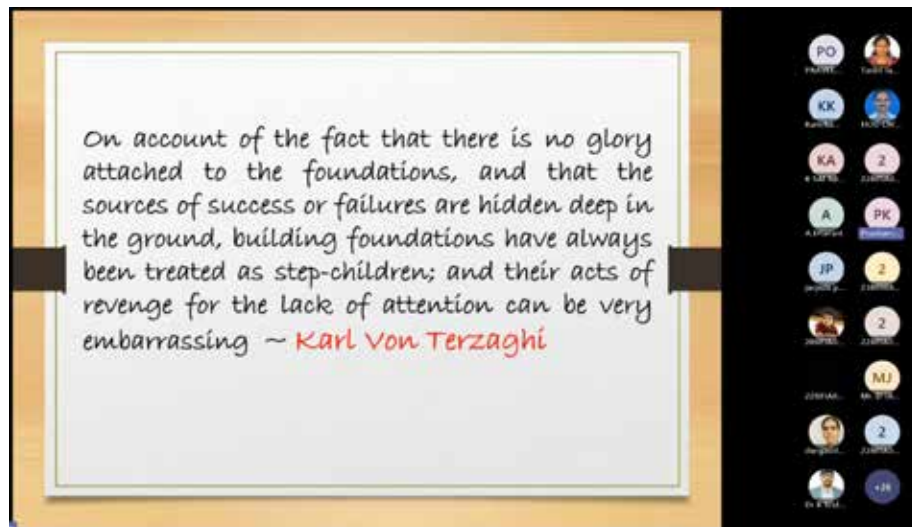 On account of the fact that there is no glory
attached to the foundations, and that the
sources of success or failures are hidden deep in
the ground, building foundations have always
been treated as step-children; and their acts of
revenge for the lack of attention can be very
embarrassing ~ Karl Von Terzaghi
PO
KK
KA
2
A
PK
JP
2
2
MJ
2